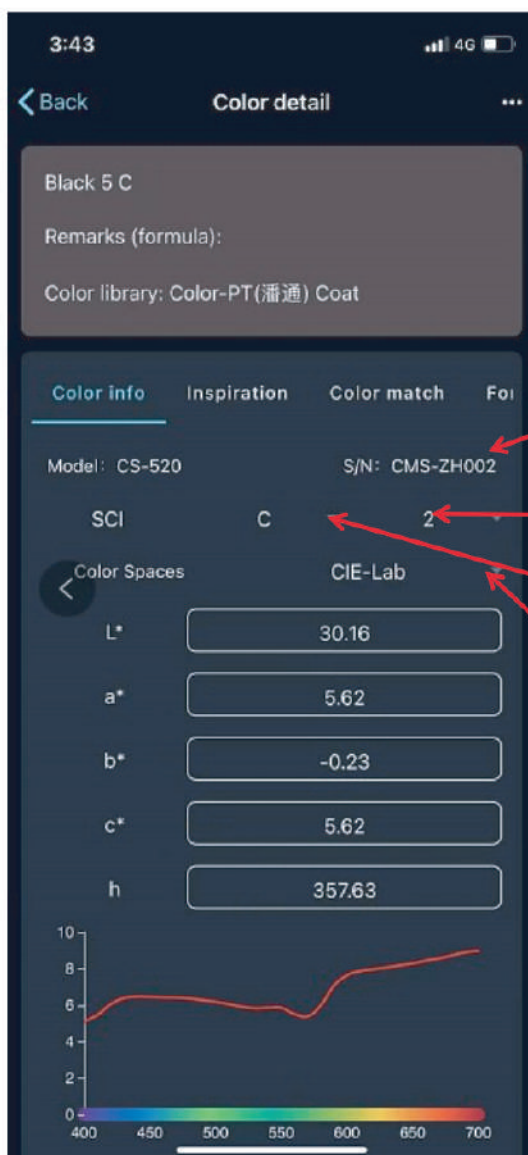 3:43 4G
Back Color detail ...
Black 5 C
Remarks (formula):
Color library: Color-PT(潘通) Coat
Color info Inspiration Color match For
Model: CS-520 S/N: CMS-ZH002
SCI C 2
Color Spaces CIE-Lab
L* 30.16
a* 5.62
b* -0.23
c* 5.62
h 357.63
10
8
6
4
2
0
400 450 500 550 600 650 700